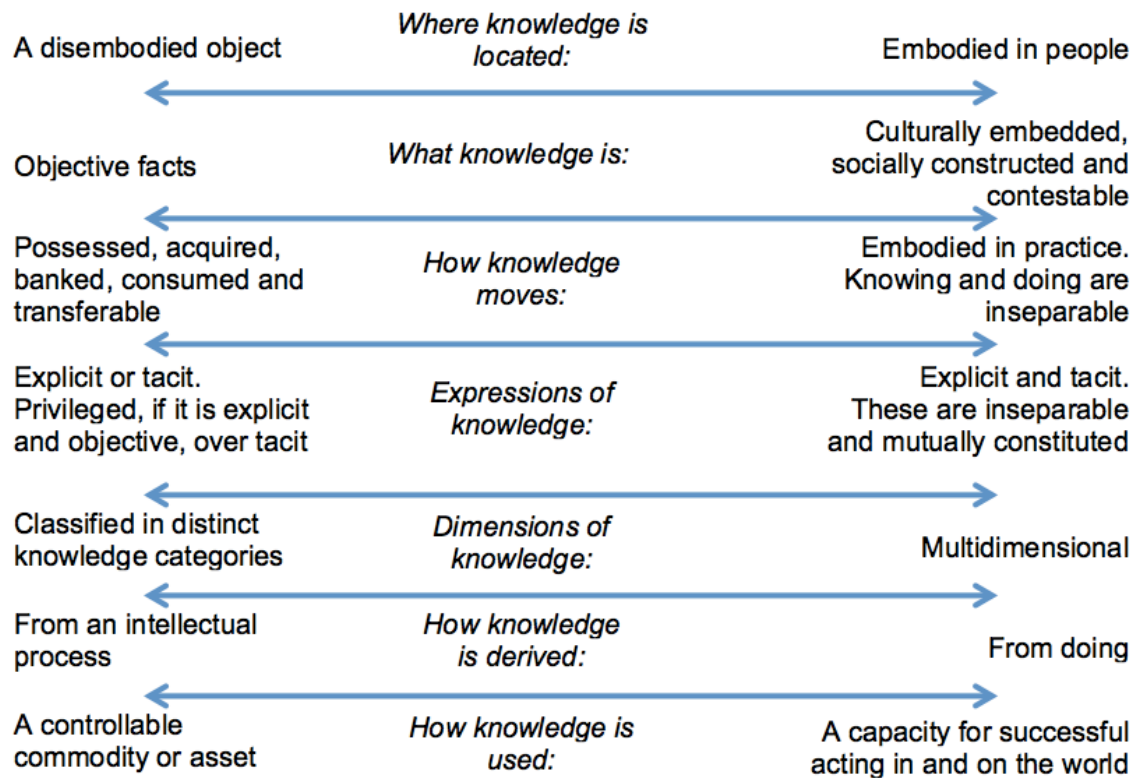 A disembodied object
Where knowledge is
located:
Embodied in people
Objective facts
What knowledge is:
Culturally embedded,
socially constructed and
contestable
Possessed, acquired,
banked, consumed and
transferable
How knowledge
moves:
Embodied in practice.
Knowing and doing are
inseparable
Explicit or tacit.
Privileged, if it is explicit
and objective, over tacit
Expressions of
knowledge:
Explicit and tacit.
These are inseparable
and mutually constituted
Classified in distinct
knowledge categories
Dimensions of
knowledge:
Multidimensional
From an intellectual
process
How knowledge
is derived:
From doing
A controllable
commodity or asset
How knowledge is
used:
A capacity for successful
acting in and on the world